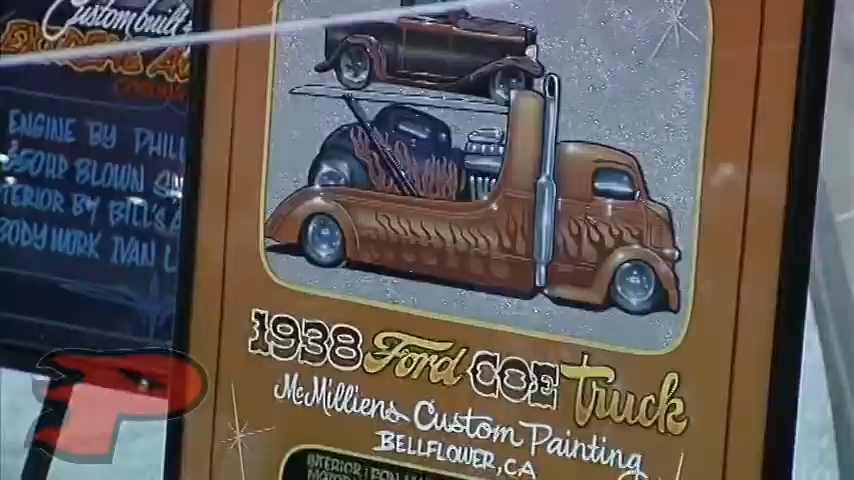 Custom built
ENGINE BY PHIL
BLOWN
BY BILL'S
BODY WORK IVAN
1938 Ford COE Truck
McMillien's Custom Painting
BELLFLOWER, CA
INTERIOR